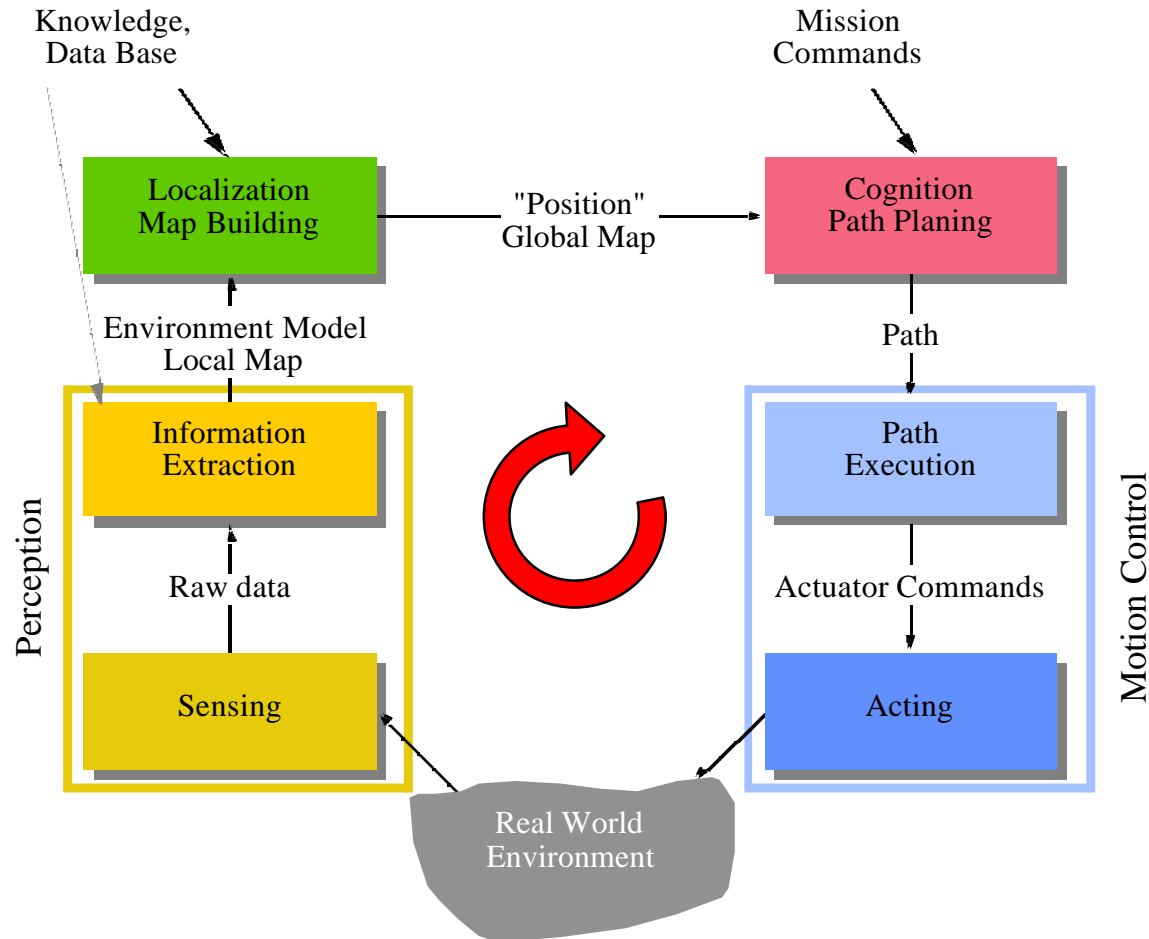 Knowledge,
Data Base
Mission
Commands
Localization
Map Building
"Position"
Global Map
Cognition
Path Planing
Environment Model
Local Map
Path
Information
Extraction
Path
Execution
Perception
Motion Control
Raw data
Actuator Commands
Sensing
Acting
Real World
Environment